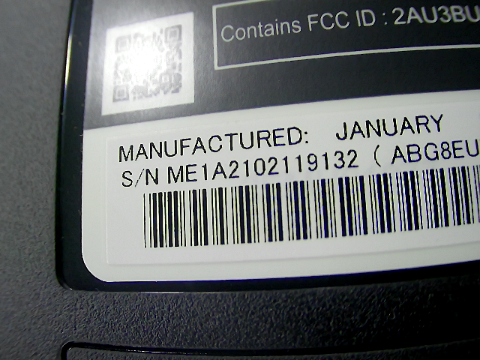 Contains FCC ID : 2AU3BU
MANUFACTURED: JANUARY
S/N ME1A2102119132 ( ABG8EU